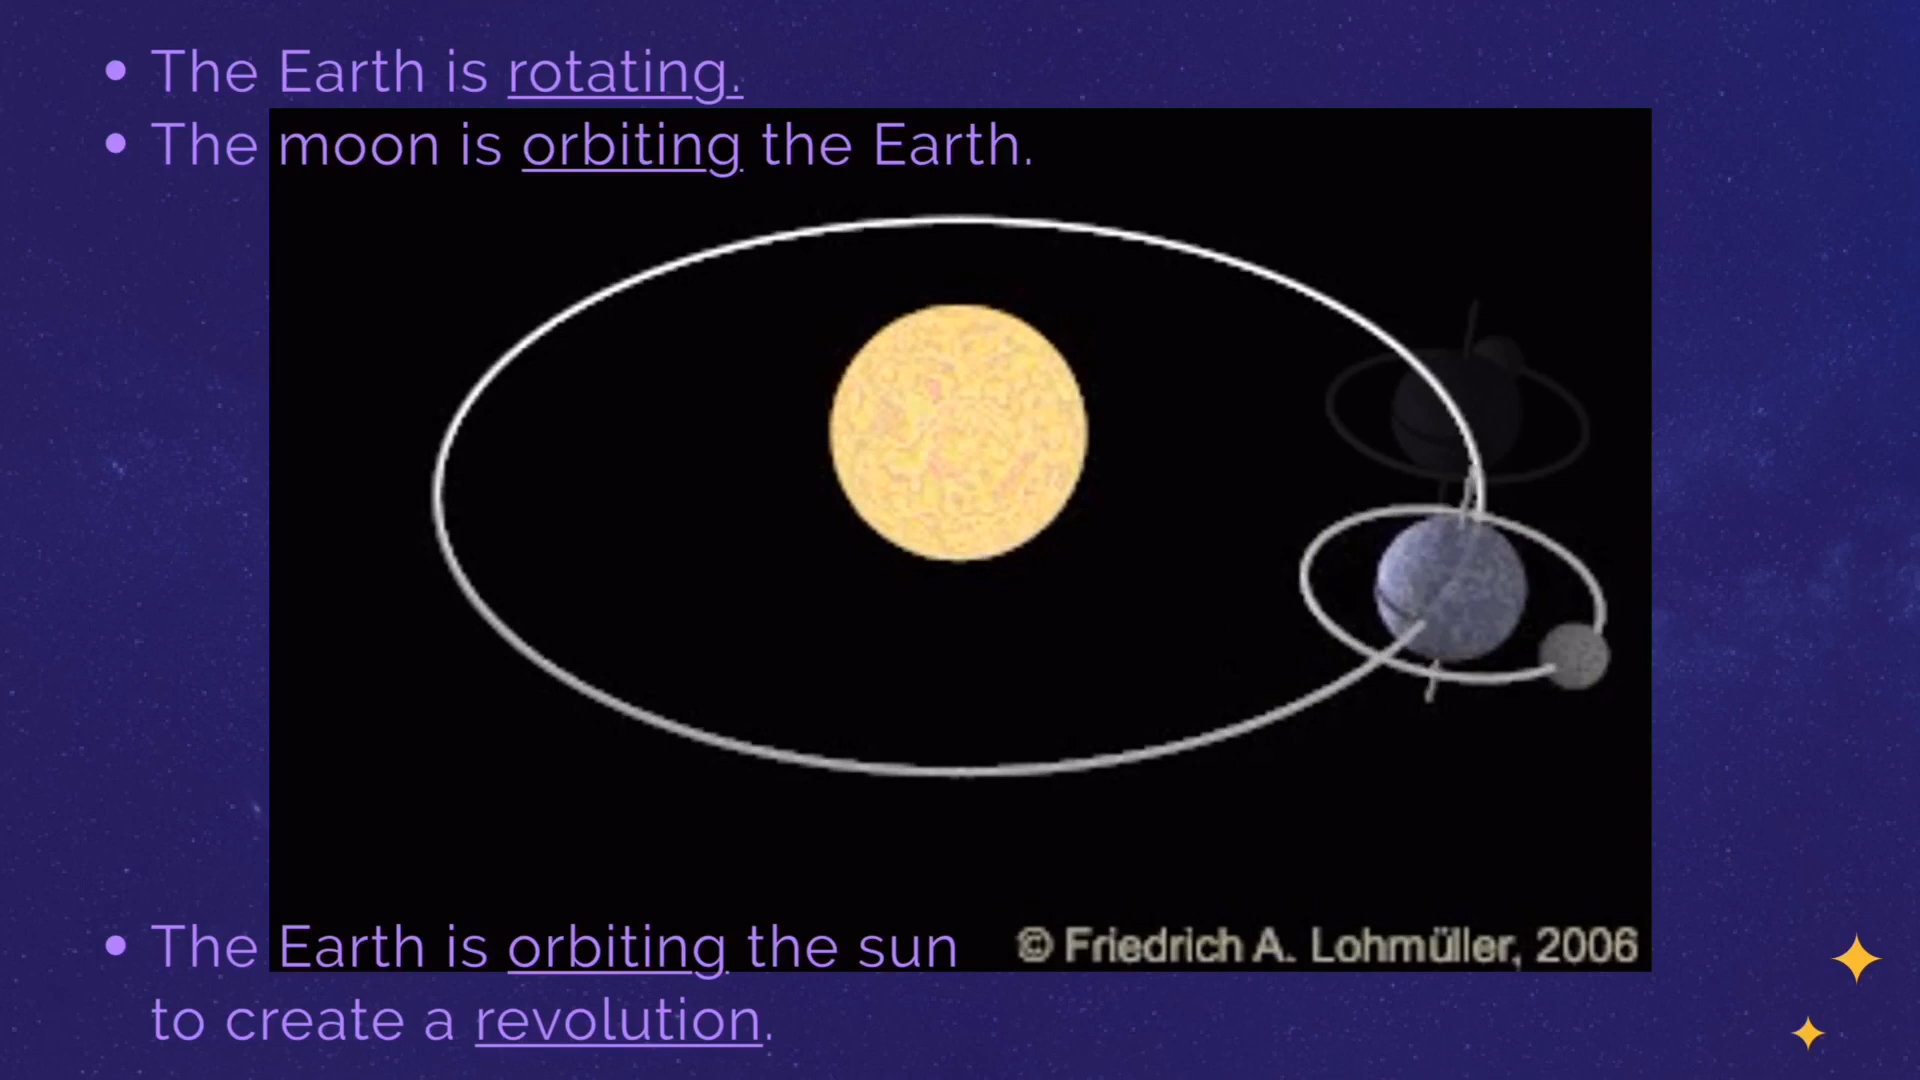 • The Earth is rotating.
• The moon is orbiting the Earth.
• The Earth is orbiting the sun
to create a revolution.
© Friedrich A. Lohmüller, 2006